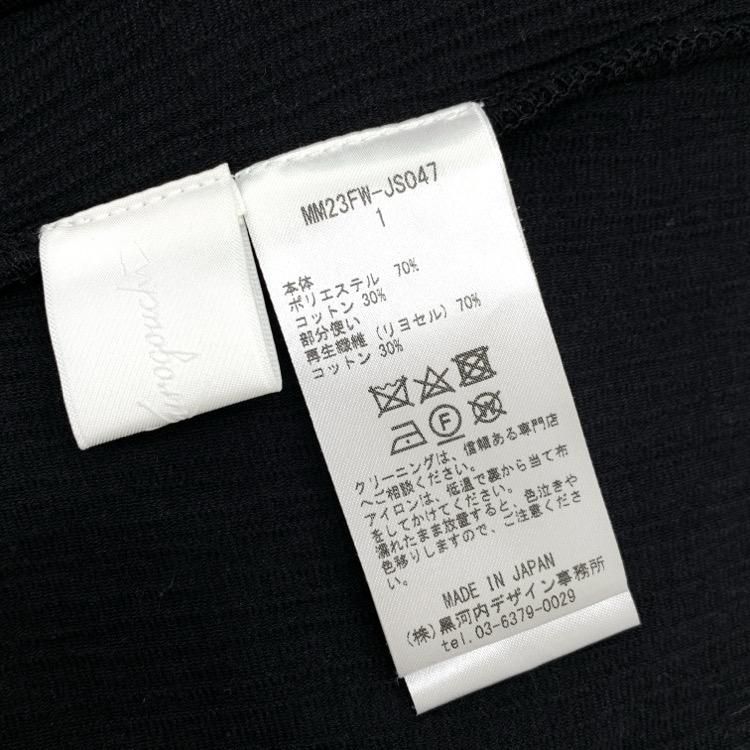 MM23FW-JS047
1
本体
ポリエステル 70%
コットン 30%
部分使い
再生繊維 (リヨセル) 70%
コットン 30%
F W
クリーニングは、信頼ある専門店
へご相談ください。
アイロンは、低温で裏から当て布
をしてかけてください。
濡れたまま放置すると、色泣きや
色移りしますので、ご注意くださ
い。
MADE IN JAPAN
(株)黒河内デザイン事務所
tel.03-6379-0029